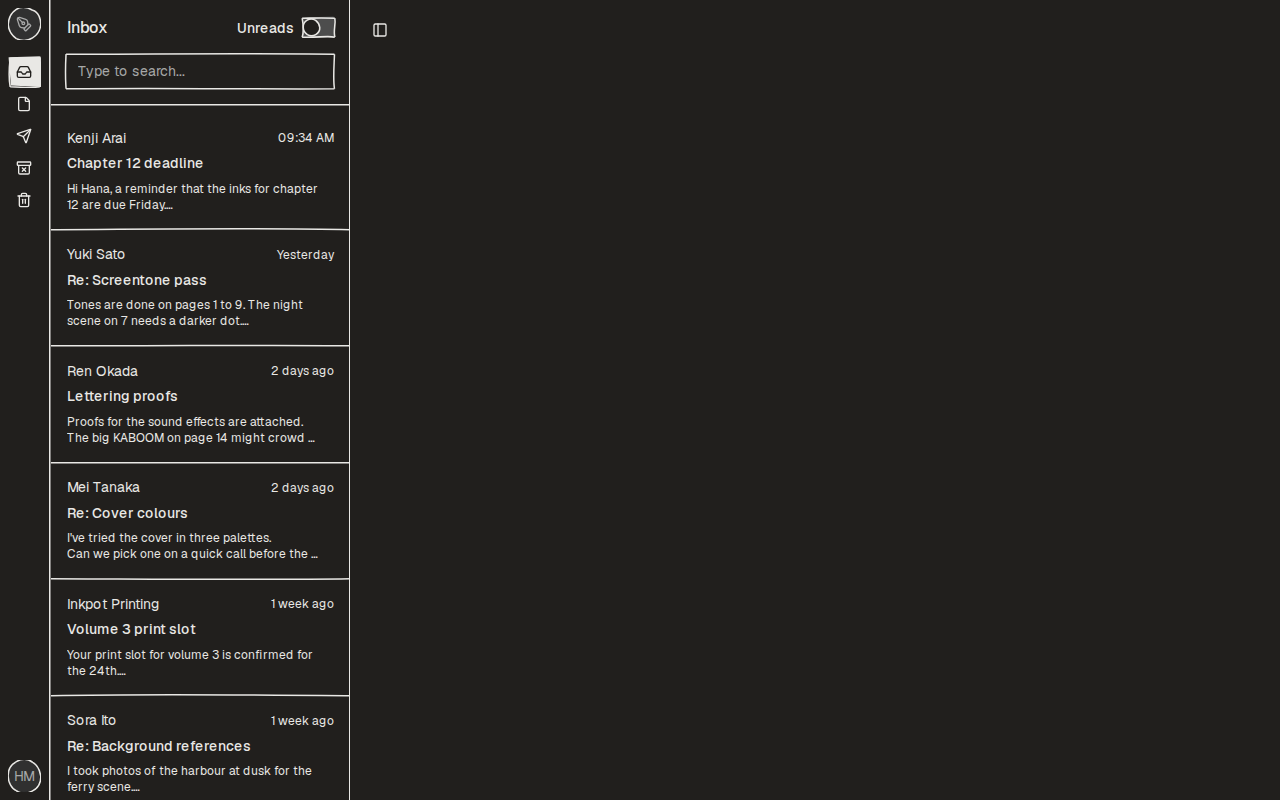 Inbox
Unreads
Type to search...
Kenji Arai
09:34 AM
Chapter 12 deadline
Hi Hana, a reminder that the inks for chapter
12 are due Friday....
Yuki Sato
Yesterday
Re: Screentone pass
Tones are done on pages 1 to 9. The night
scene on 7 needs a darker dot....
Ren Okada
2 days ago
Lettering proofs
Proofs for the sound effects are attached.
The big KABOOM on page 14 might crowd ...
Mei Tanaka
2 days ago
Re: Cover colours
I've tried the cover in three palettes.
Can we pick one on a quick call before the ...
Inkpot Printing
1 week ago
Volume 3 print slot
Your print slot for volume 3 is confirmed for
the 24th....
Sora Ito
1 week ago
Re: Background references
I took photos of the harbour at dusk for the
ferry scene....
HM